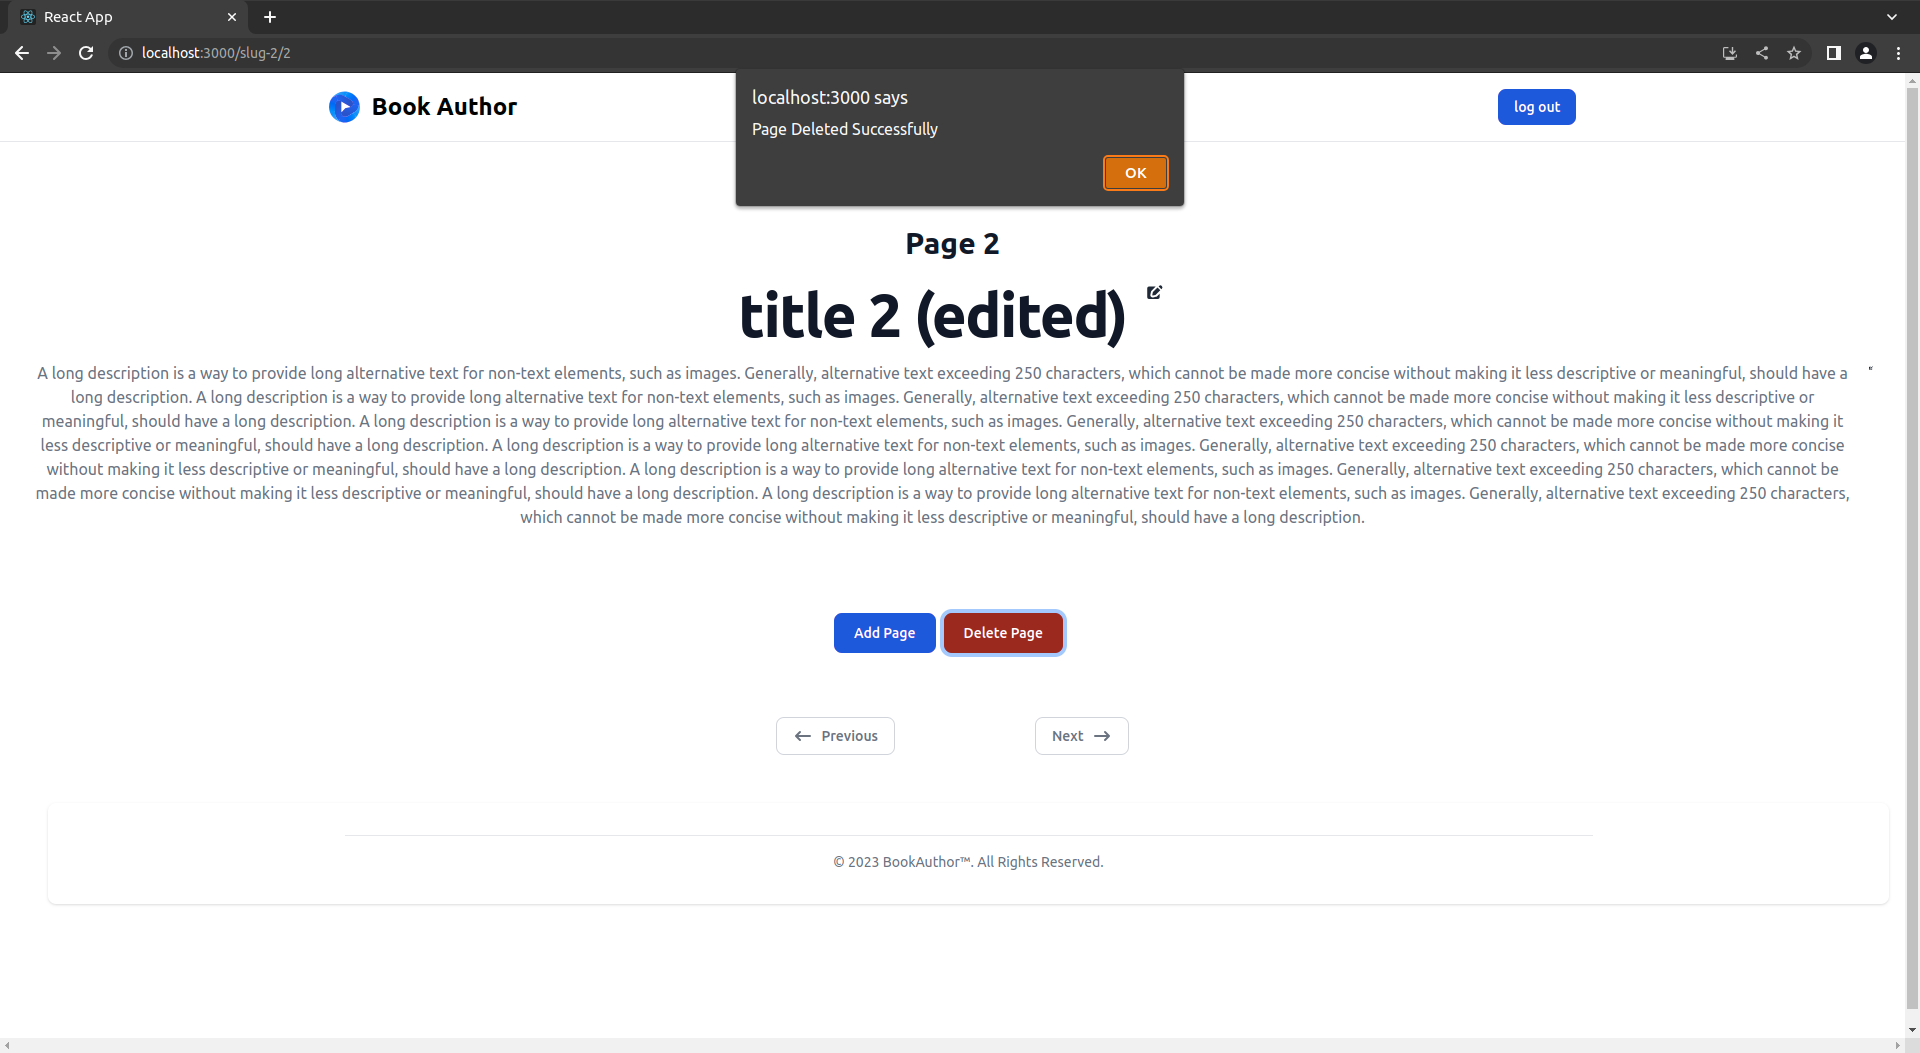 React App
localhost:3000/slug-2/2
Book Author
log out
localhost:3000 says
Page Deleted Successfully
OK
Page 2
title 2 (edited)
A long description is a way to provide long alternative text for non-text elements, such as images. Generally, alternative text exceeding 250 characters, which cannot be made more concise without making it less descriptive or meaningful, should have a
long description. A long description is a way to provide long alternative text for non-text elements, such as images. Generally, alternative text exceeding 250 characters, which cannot be made more concise without making it less descriptive or
meaningful, should have a long description. A long description is a way to provide long alternative text for non-text elements, such as images. Generally, alternative text exceeding 250 characters, which cannot be made more concise without making it
less descriptive or meaningful, should have a long description. A long description is a way to provide long alternative text for non-text elements, such as images. Generally, alternative text exceeding 250 characters, which cannot be made more concise
without making it less descriptive or meaningful, should have a long description. A long description is a way to provide long alternative text for non-text elements, such as images. Generally, alternative text exceeding 250 characters, which cannot be
made more concise without making it less descriptive or meaningful, should have a long description. A long description is a way to provide long alternative text for non-text elements, such as images. Generally, alternative text exceeding 250 characters,
which cannot be made more concise without making it less descriptive or meaningful, should have a long description.
Add Page
Delete Page
Previous
Next
© 2023 BookAuthor™. All Rights Reserved.